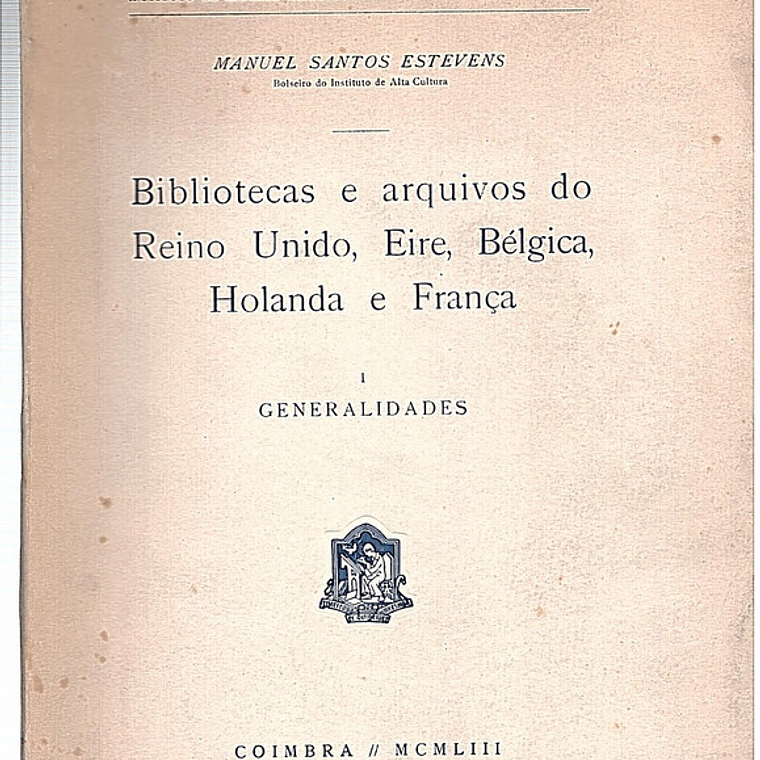 MANUEL SANTOS ESTEVENS
Bolseiro do Instituto de Alta Cultura
Bibliotecas e arquivos do
Reino Unido, Eire, Bélgica,
Holanda e França
I
GENERALIDADES
COIMBRA // MCMLIII